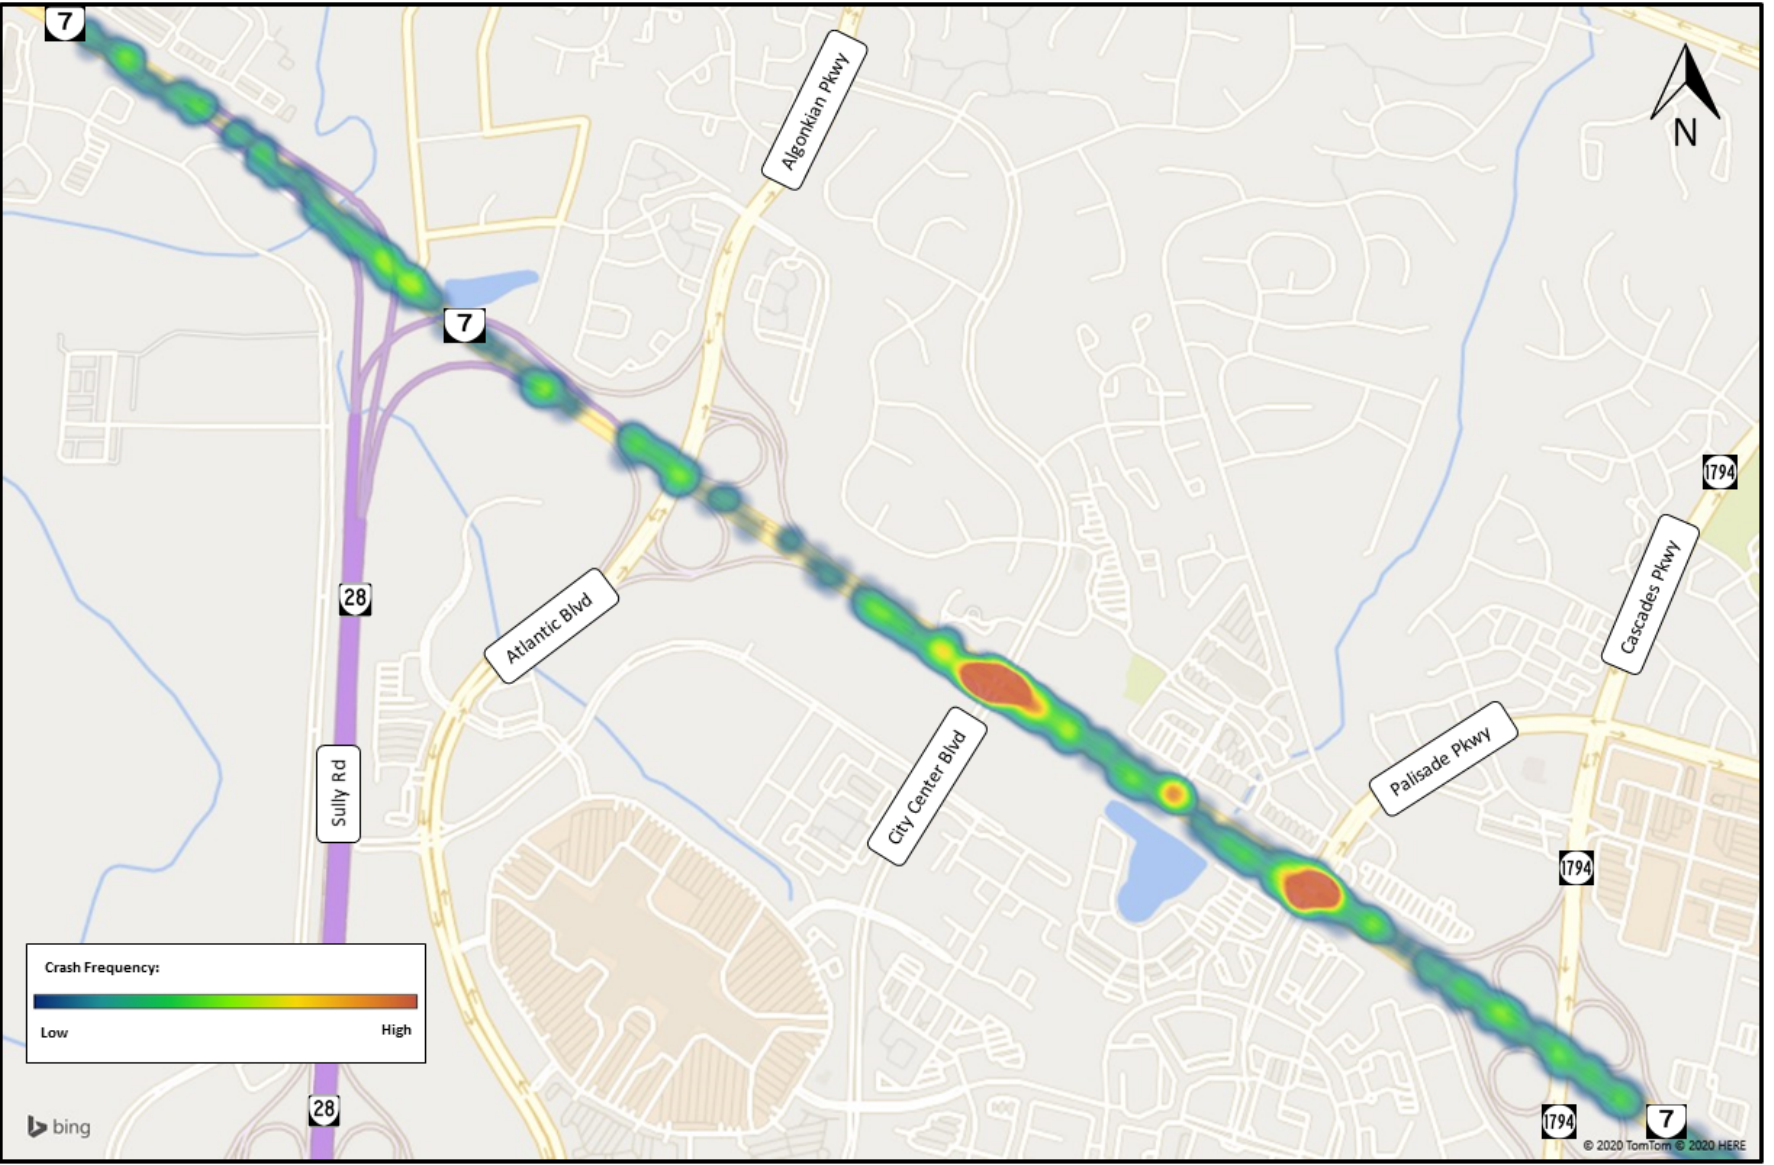 7
Algonkian Pkwy
N
7
1794
28
Atlantic Blvd
Cascades Pkwy
Sully Rd
City Center Blvd
Palisade Pkwy
1794
Crash Frequency:
Low High
28
bing
1794
7
© 2020 TomTom © 2020 HERE